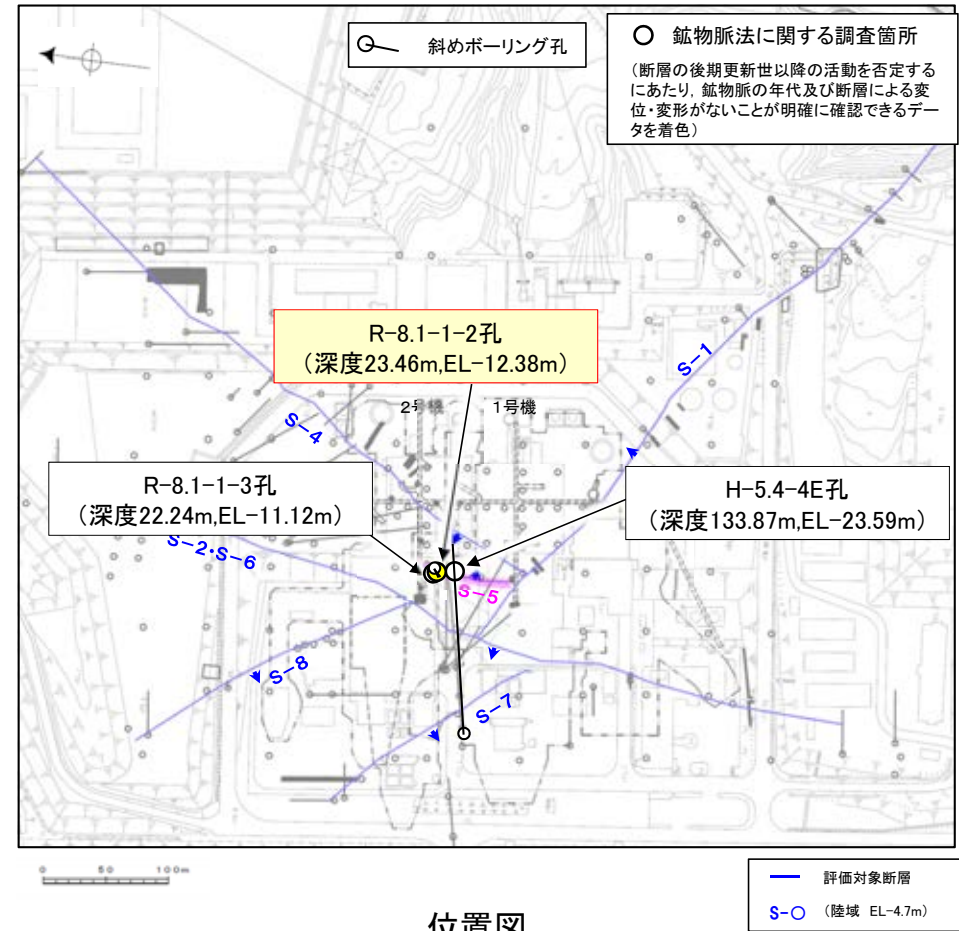 斜めボーリング孔
鉱物脈法に関する調査箇所
（断層の後期更新世以降の活動を否定する
にあたり，鉱物脈の年代及び断層による変
位・変形がないことが明確に確認できるデー
タを着色）
S-1
R-8.1-1-2孔
（深度23.46m,EL-12.38m）
2号機
1号機
S-4
R-8.1-1-3孔
（深度22.24m,EL-11.12m）
H-5.4-4E孔
（深度133.87m,EL-23.59m）
S-2・S-6
S-5
S-8
S-7
0 50 100m
評価対象断層
S-○ （陸域 EL-4.7m）
位置図